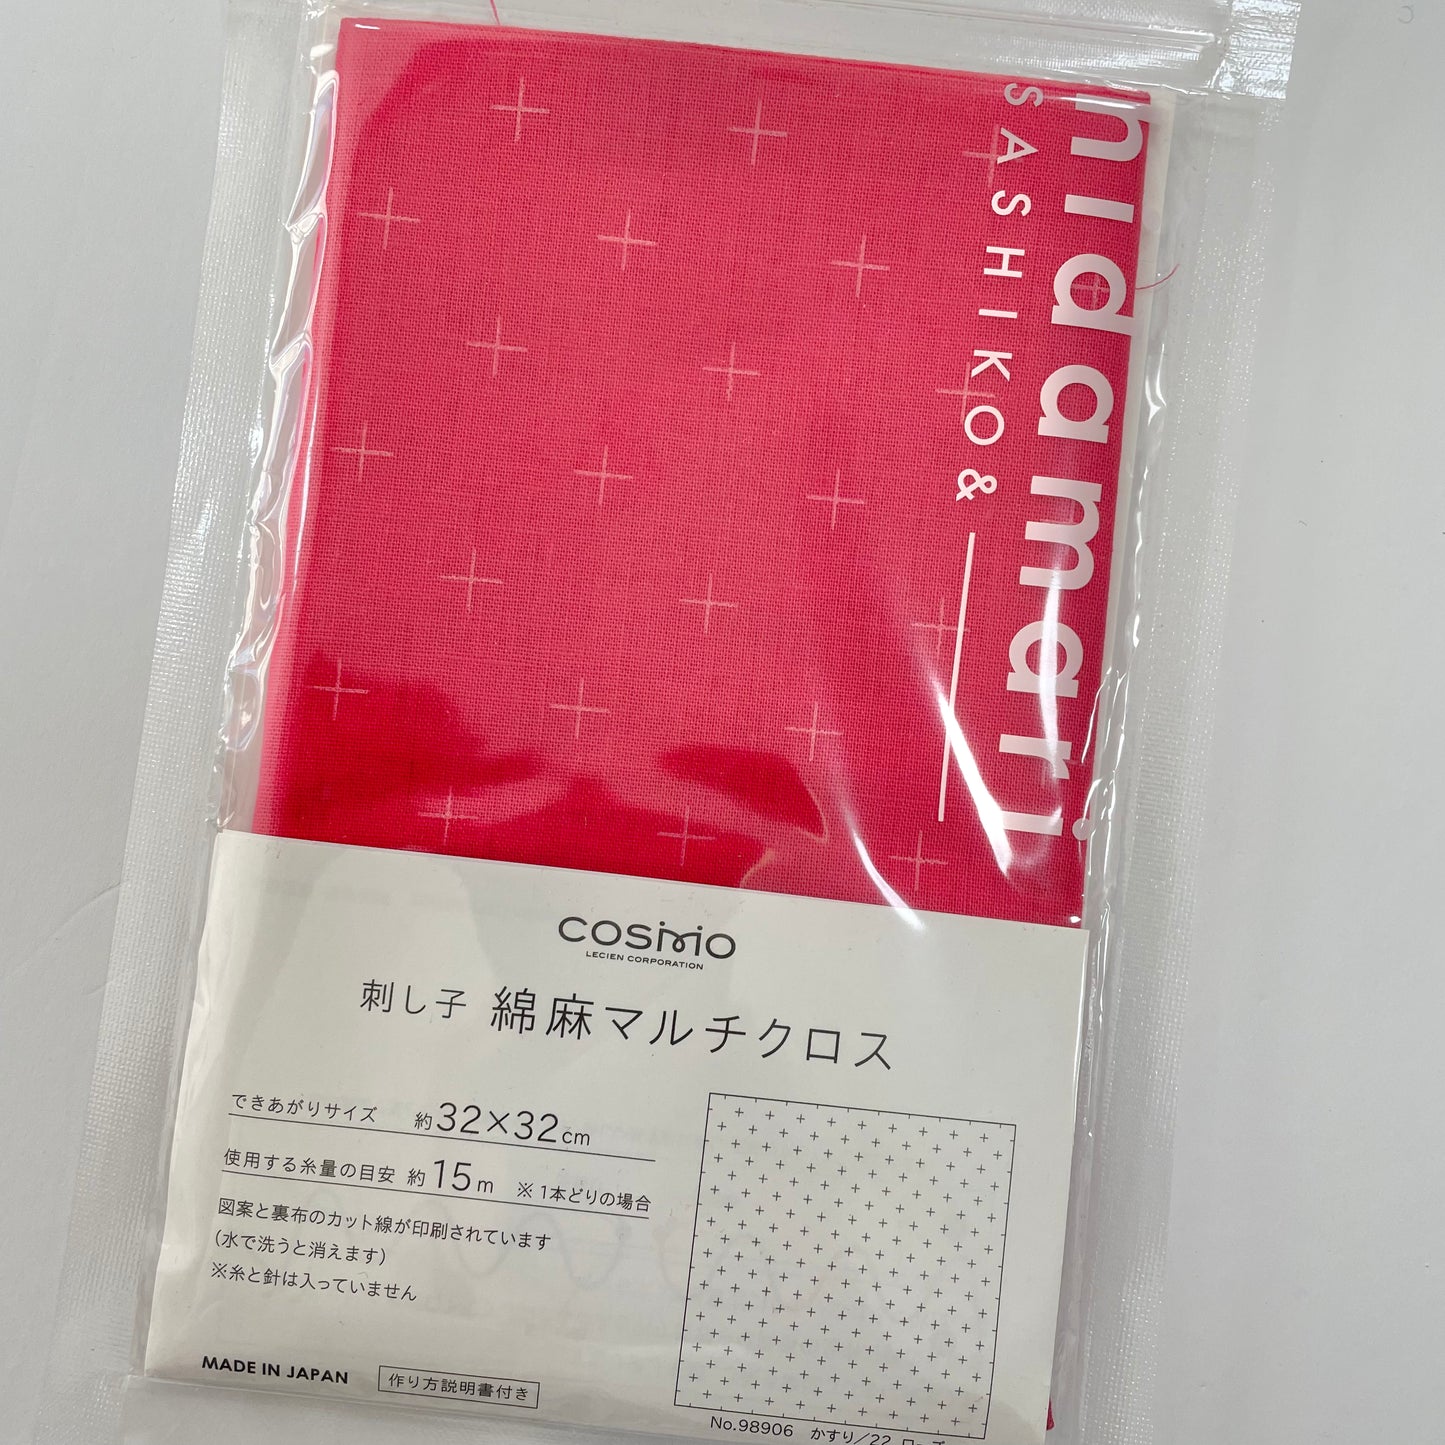 hidamari
SASHIKO&
COSMO
LECIEN CORPORATION
刺し子 綿麻マルチクロス
できあがりサイズ 約32×32cm
使用する糸量の目安 約15m ※1本どりの場合
図案と裏布のカット線が印刷されています
(水で洗うと消えます)
※糸と針は入っていません
MADE IN JAPAN
作り方説明書付き
No.98906 かすり/22 ローズ